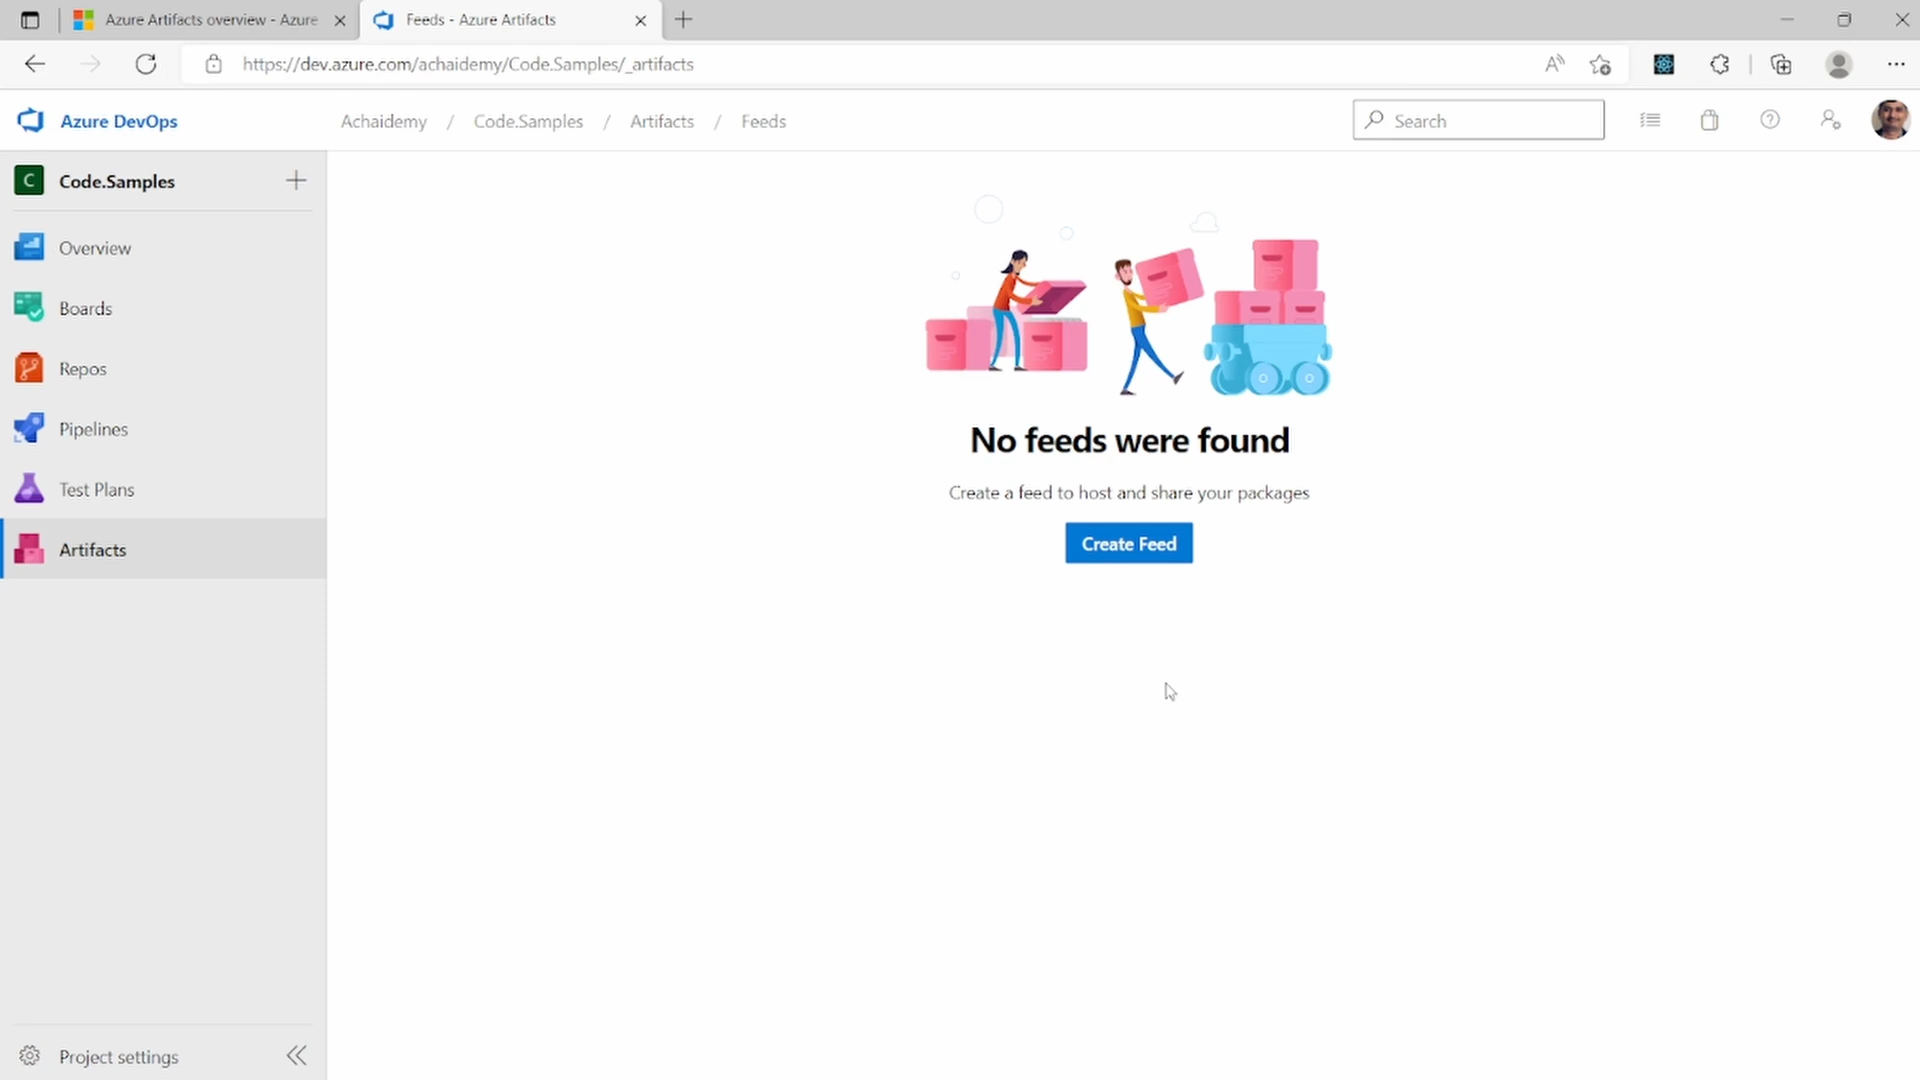 Azure Artifacts overview - Azure
Feeds - Azure Artifacts
https://dev.azure.com/achaidemy/Code.Samples/_artifacts
Azure DevOps
Achaidemy / Code.Samples / Artifacts / Feeds
Search
C Code.Samples
Overview
Boards
Repos
Pipelines
Test Plans
Artifacts
No feeds were found
Create a feed to host and share your packages
Create Feed
Project settings